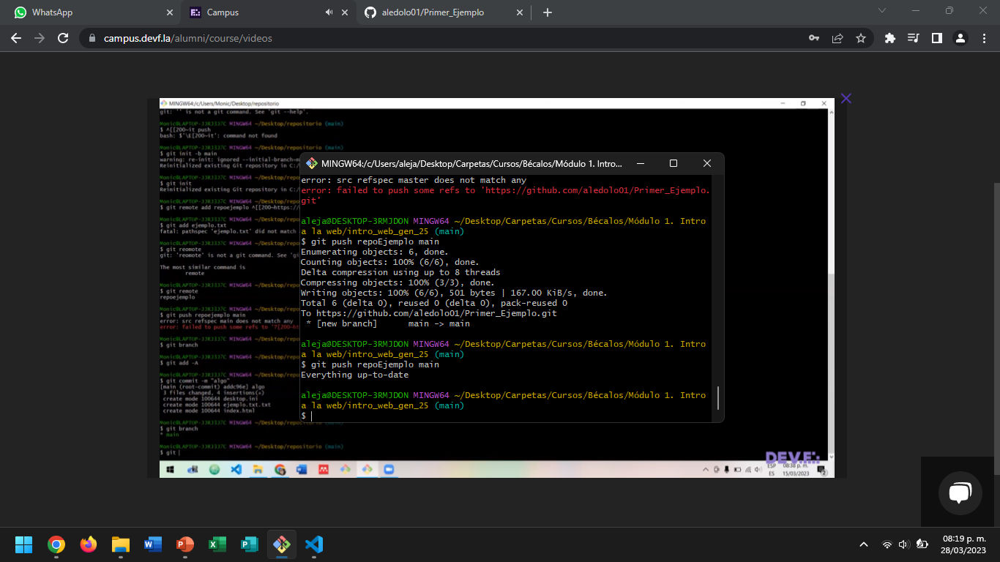 WhatsApp
Campus
aledolo01/Primer_Ejemplo
campus.devf.la/alumni/course/videos
MINGW64:/c/Users/Monic/Desktop/repositorio
git: '' is not a git command. See 'git --help'.
Monic@LAPTOP-33R3337C MINGW64 ~/Desktop/repositorio (main)
$ ^[[200~it push
bash: $'\E[200~it': command not found
Monic@LAPTOP-33R3337C MINGW64 ~/Desktop/repositorio (main)
$ git init -b main
warning: re-init: ignored --initial-branch=m
Reinitialized existing Git repository in C:/
Monic@LAPTOP-33R3337C MINGW64 ~/Desktop/repo
$ git init
Reinitialized existing Git repository in C:/
Monic@LAPTOP-33R3337C MINGW64 ~/Desktop/repo
$ git remote add repoejemplo ^[[200~https://
Monic@LAPTOP-33R3337C MINGW64 ~/Desktop/repo
$ git add ejemplo.txt
fatal: pathspec 'ejemplo.txt' did not match
Monic@LAPTOP-33R3337C MINGW64 ~/Desktop/repo
$ git reomote
git: 'reomote' is not a git command. See 'gi
The most similar command is
remote
Monic@LAPTOP-33R3337C MINGW64 ~/Desktop/repo
$ git remote
repoejemplo
Monic@LAPTOP-33R3337C MINGW64 ~/Desktop/repo
$ git push repoejemplo main
error: src refspec main does not match any
error: failed to push some refs to
Monic@LAPTOP-33R3337C MINGW64 ~/Desktop/repo
$ git branch
Monic@LAPTOP-33R3337C MINGW64 ~/Desktop/repo
$ git add -A
Monic@LAPTOP-33R3337C MINGW64 ~/Desktop/repo
$ git commit -m "algo"
[main (root-commit) addc96e] algo
3 files changed, 4 insertions(+)
create mode 100644 desktop.ini
create mode 100644 ejemplo.txt.txt
create mode 100644 index.html
Monic@LAPTOP-33R3337C MINGW64 ~/Desktop/repositorio (main)
$ git branch
* main
Monic@LAPTOP-33R3337C MINGW64 ~/Desktop/repositorio (main)
$ git
MINGW64:/c/Users/aleja/Desktop/Carpetas/Cursos/Bécalos/Módulo 1. Intro...
error: src refspec master does not match any
error: failed to push some refs to 'https://github.com/aledolo01/Primer_Ejemplo.
git'
aleja@DESKTOP-3RMJDON MINGW64 ~/Desktop/Carpetas/Cursos/Bécalos/Módulo 1. Intro
a la web/intro_web_gen_25 (main)
$ git push repoEjemplo main
Enumerating objects: 6, done.
Counting objects: 100% (6/6), done.
Delta compression using up to 8 threads
Compressing objects: 100% (3/3), done.
Writing objects: 100% (6/6), 501 bytes | 167.00 KiB/s, done.
Total 6 (delta 0), reused 0 (delta 0), pack-reused 0
To https://github.com/aledolo01/Primer_Ejemplo.git
* [new branch]      main -> main
aleja@DESKTOP-3RMJDON MINGW64 ~/Desktop/Carpetas/Cursos/Bécalos/Módulo 1. Intro
a la web/intro_web_gen_25 (main)
$ git push repoEjemplo main
Everything up-to-date
aleja@DESKTOP-3RMJDON MINGW64 ~/Desktop/Carpetas/Cursos/Bécalos/Módulo 1. Intro
a la web/intro_web_gen_25 (main)
$
DEV.F.:
ESP
ES
08:38 p. m.
15/03/2023
2
08:19 p. m.
28/03/2023